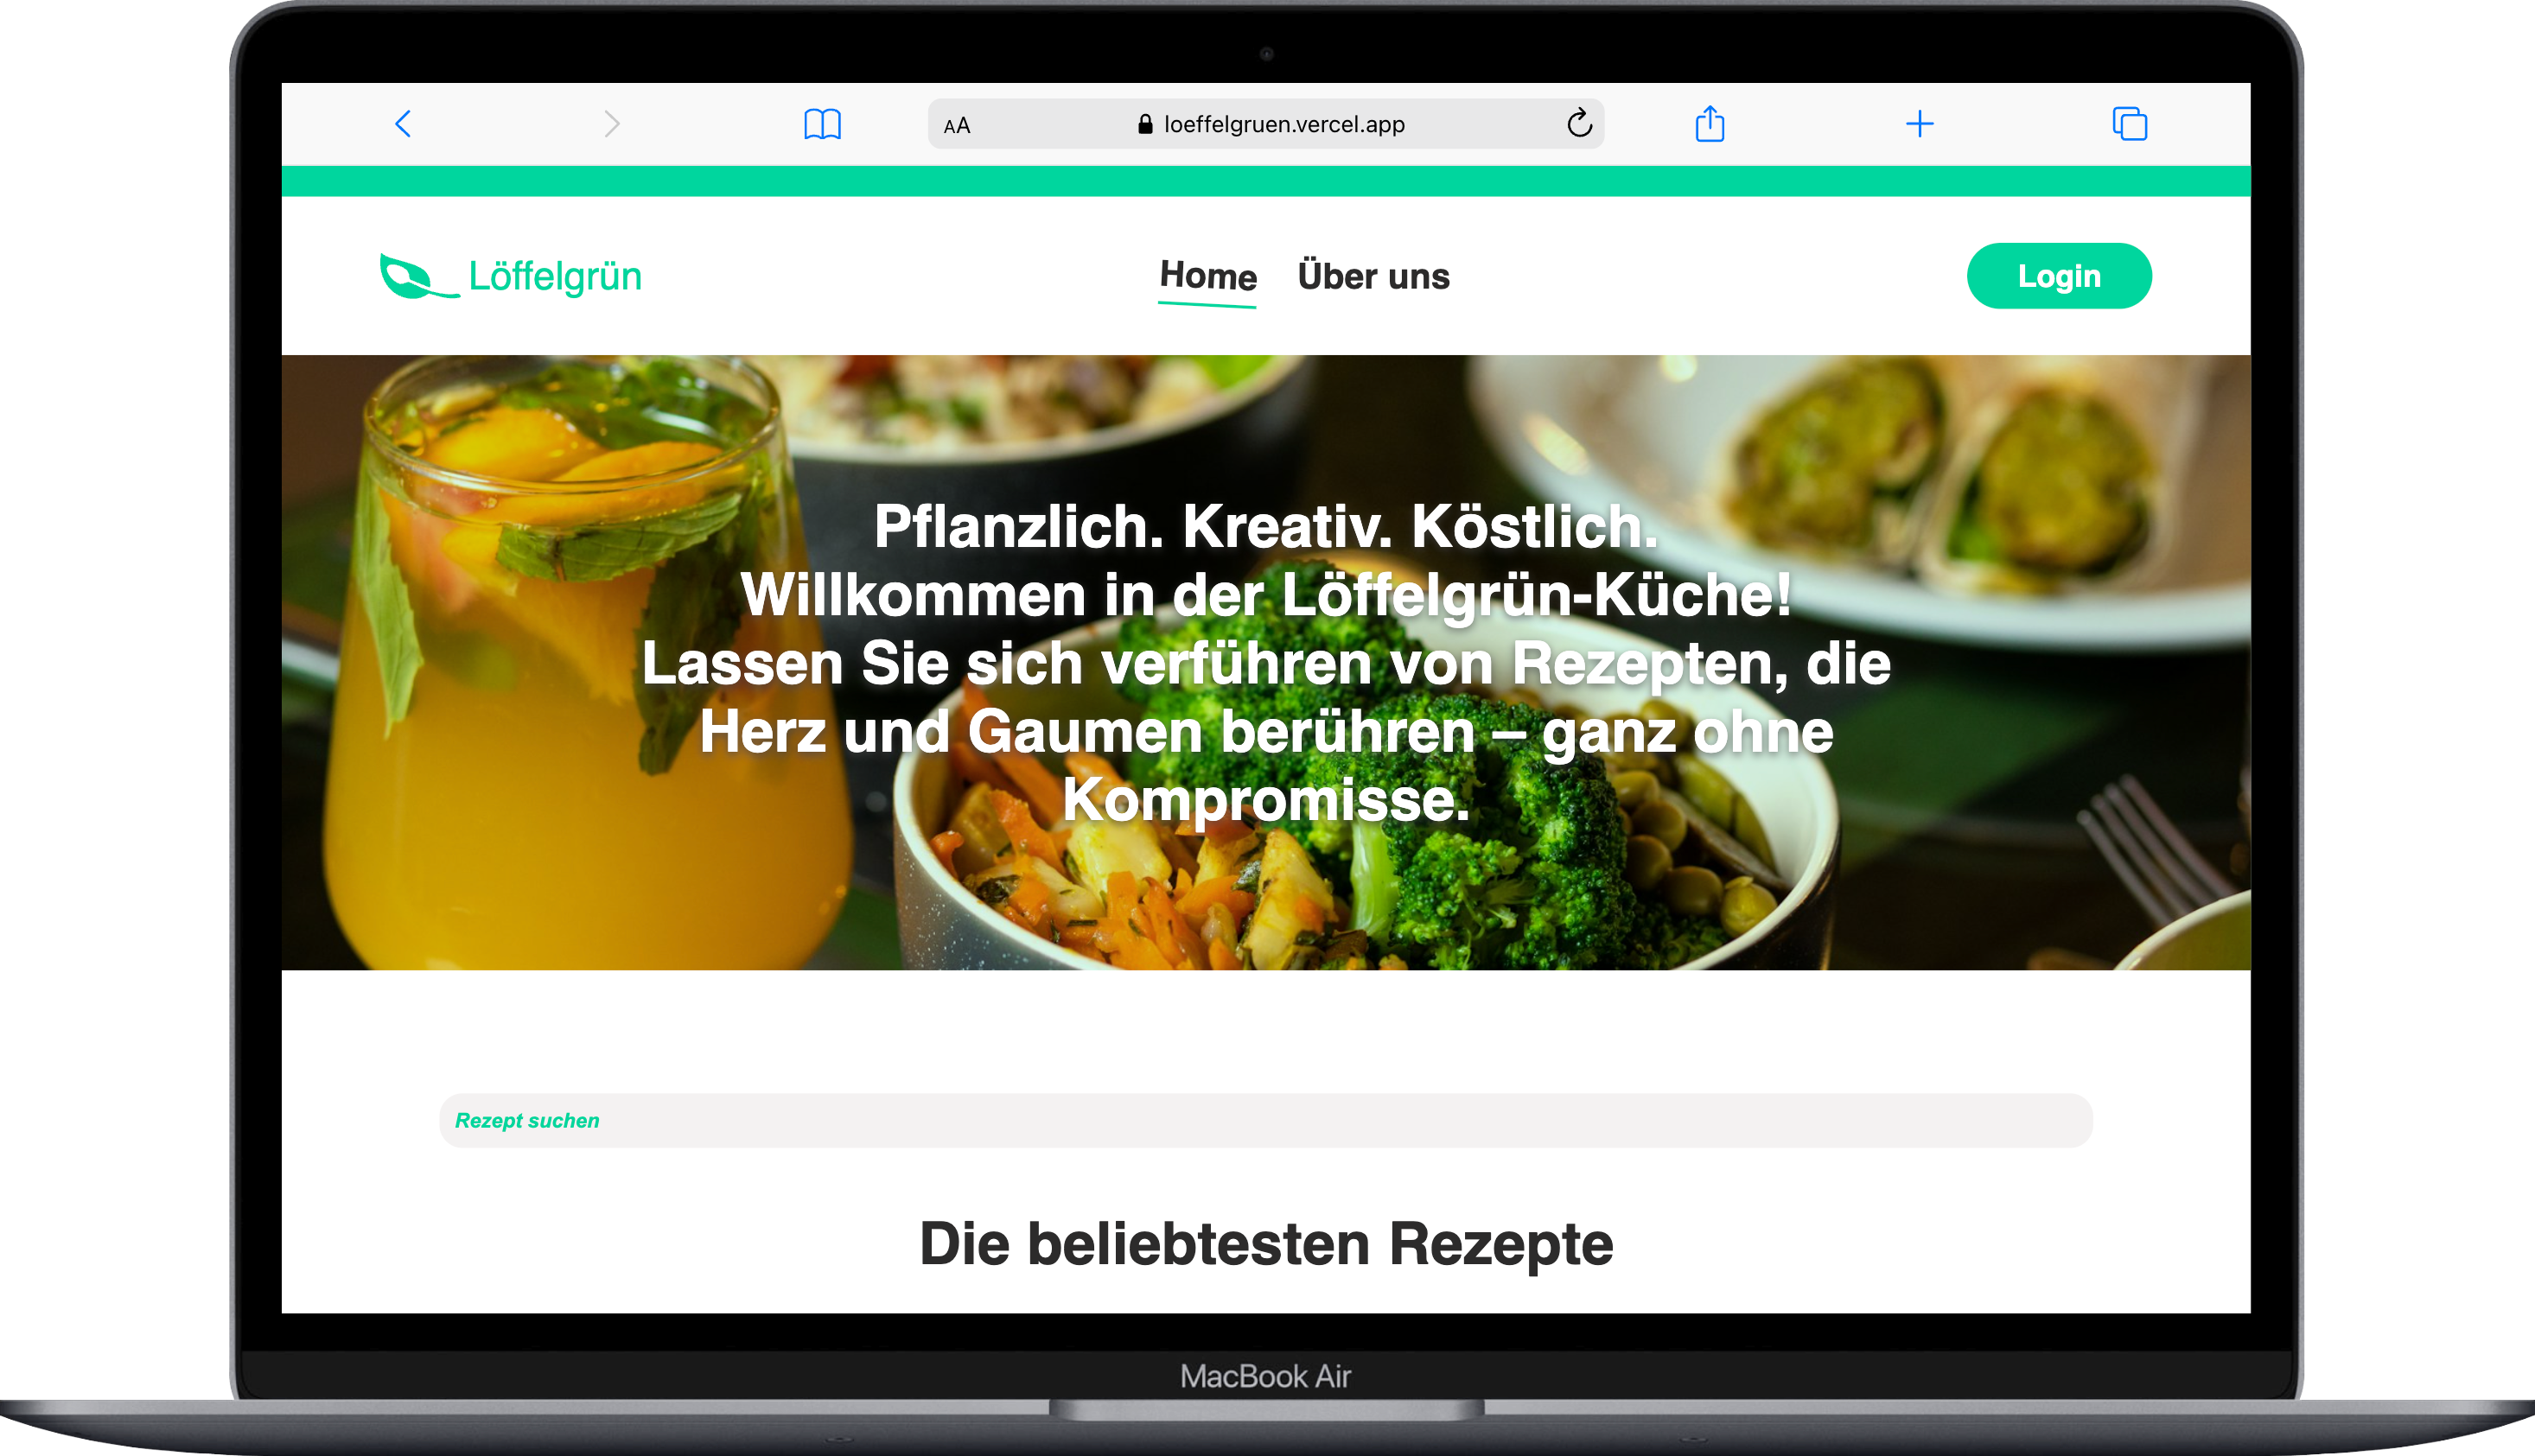 AA
loeffelgruen.vercel.app
Löffelgrün
Home
Über uns
Login
Pflanzlich. Kreativ. Köstlich.
Willkommen in der Löffelgrün-Küche!
Lassen Sie sich verführen von Rezepten, die
Herz und Gaumen berühren – ganz ohne
Kompromisse.
Rezept suchen
Die beliebtesten Rezepte
MacBook Air